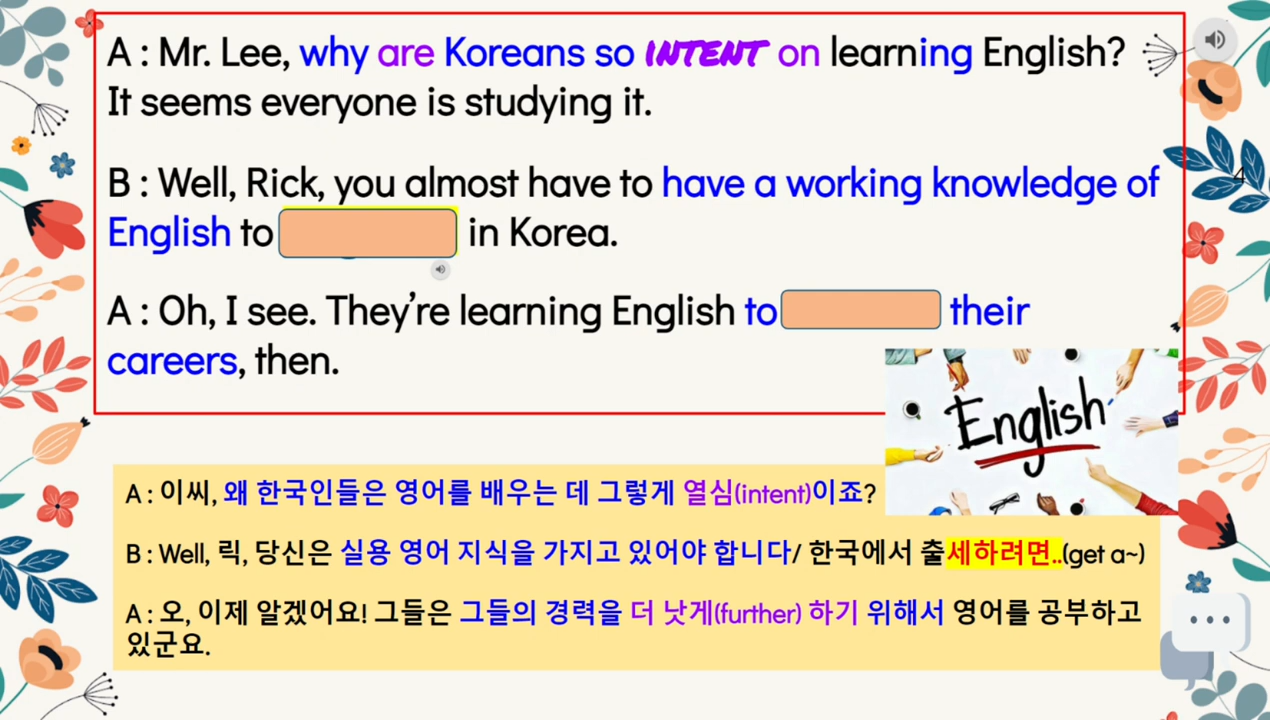 A : Mr. Lee, why are Koreans so INTENT on learning English?
It seems everyone is studying it.
B : Well, Rick, you almost have to have a working knowledge of
English to in Korea.
A : Oh, I see. They’re learning English to their
careers, then.
English
A : 이씨, 왜 한국인들은 영어를 배우는 데 그렇게 열심(intent)이죠?
B : Well, 릭, 당신은 실용 영어 지식을 가지고 있어야 합니다/ 한국에서 출세하려면..(get a~)
A : 오, 이제 알겠어요! 그들은 그들의 경력을 더 낫게(further) 하기 위해서 영어를 공부하고
있군요.
4